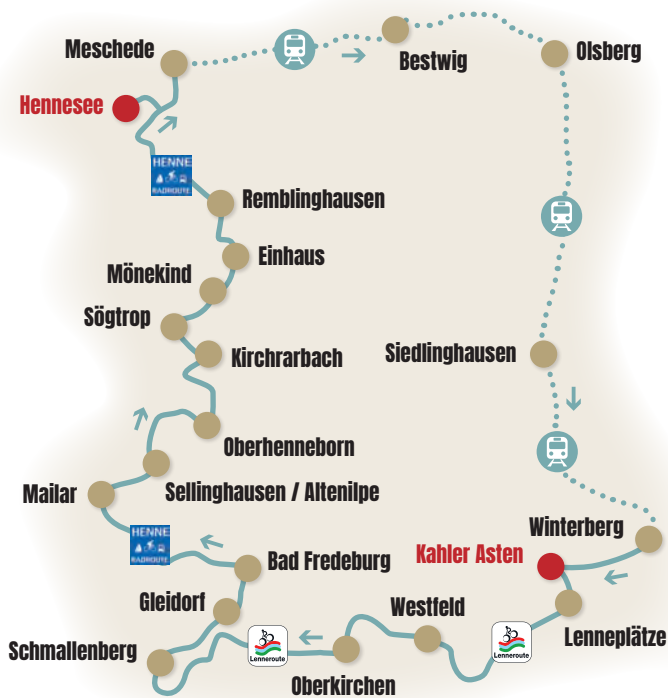 Meschede
Bestwig
Olsberg
Hennesee
HENNE
RADROUTE
Remblinghausen
Einhaus
Mönekind
Sögtrop
Kirchrarbach
Siedlinghausen
Oberhenneborn
Sellinghausen / Altenilpe
Mailar
HENNE
RADROUTE
Winterberg
Kahler Asten
Bad Fredeburg
Gleidorf
Westfeld
Lenneplätze
Lenneroute
Schmallenberg
Lenneroute
Oberkirchen